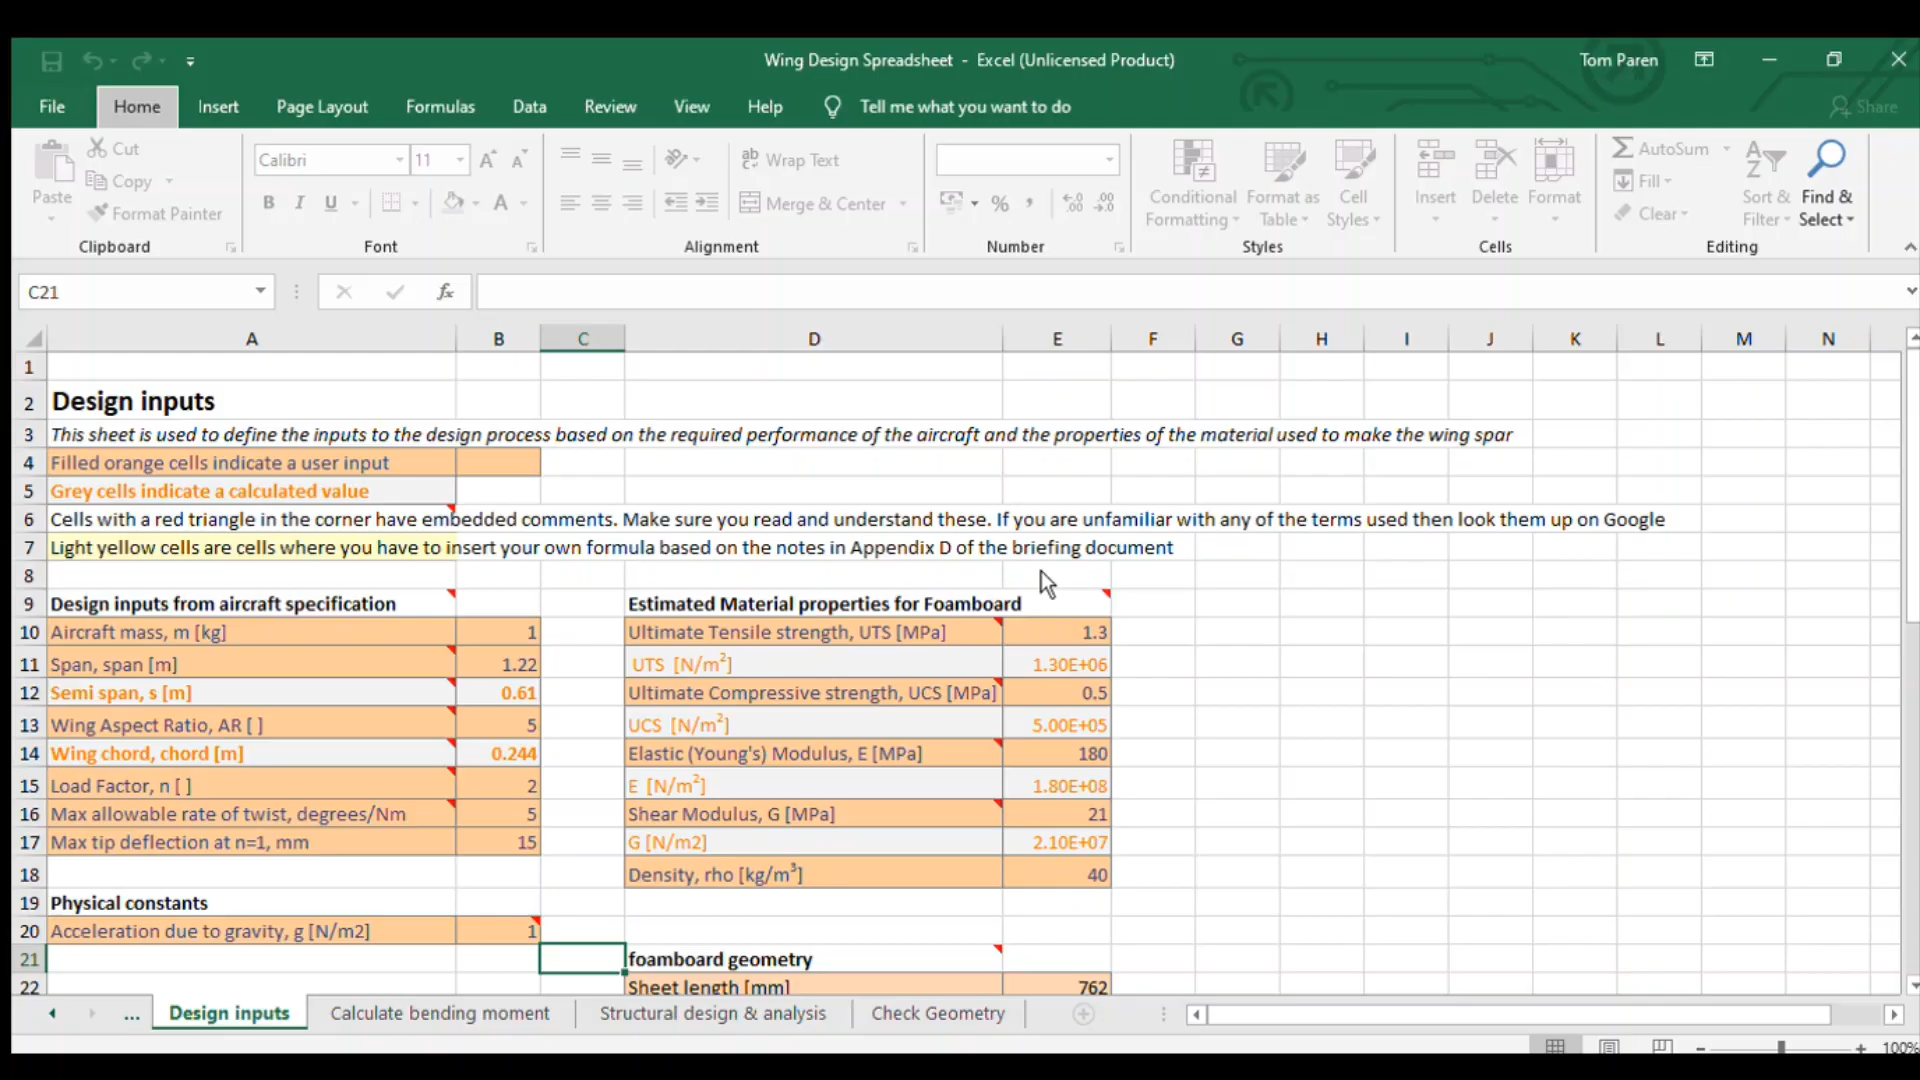 Wing Design Spreadsheet - Excel (Unlicensed Product) Tom Paren
File Home Insert Page Layout Formulas Data Review View Help Tell me what you want to do Share
Paste
Cut
Copy
Format Painter
Clipboard
Calibri 11
B I U
Font
Wrap Text
Merge & Center
Alignment
%
Number
Conditional Formatting
Format as Table
Cell Styles
Styles
Insert Delete Format
Cells
AutoSum
Fill
Clear
Sort & Filter
Find & Select
Editing
C21 fx
A B C D E F G H I J K L M N
1
2 Design inputs
3 This sheet is used to define the inputs to the design process based on the required performance of the aircraft and the properties of the material used to make the wing spar
4 Filled orange cells indicate a user input
5 Grey cells indicate a calculated value
6 Cells with a red triangle in the corner have embedded comments. Make sure you read and understand these. If you are unfamiliar with any of the terms used then look them up on Google
7 Light yellow cells are cells where you have to insert your own formula based on the notes in Appendix D of the briefing document
8
9 Design inputs from aircraft specification Estimated Material properties for Foamboard
10 Aircraft mass, m [kg] 1 Ultimate Tensile strength, UTS [MPa] 1.3
11 Span, span [m] 1.22 UTS [N/m²] 1.30E+06
12 Semi span, s [m] 0.61 Ultimate Compressive strength, UCS [MPa] 0.5
13 Wing Aspect Ratio, AR [ ] 5 UCS [N/m²] 5.00E+05
14 Wing chord, chord [m] 0.244 Elastic (Young's) Modulus, E [MPa] 180
15 Load Factor, n [ ] 2 E [N/m²] 1.80E+08
16 Max allowable rate of twist, degrees/Nm 5 Shear Modulus, G [MPa] 21
17 Max tip deflection at n=1, mm 15 G [N/m2] 2.10E+07
18 Density, rho [kg/m³] 40
19 Physical constants
20 Acceleration due to gravity, g [N/m2] 1
21 foamboard geometry
22 Sheet length [mm] 762
... Design inputs Calculate bending moment Structural design & analysis Check Geometry
100%